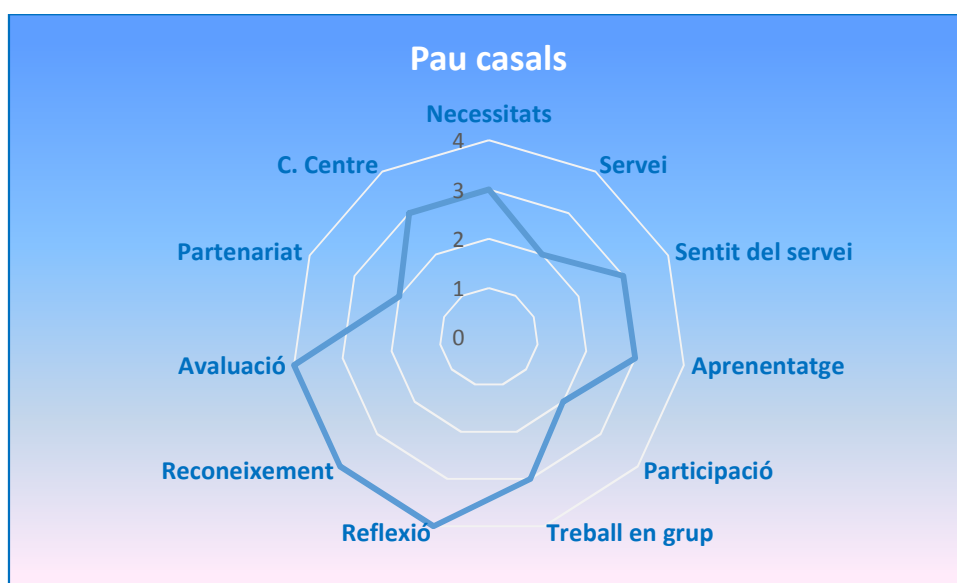 Pau casals
Necessitats
4
C. Centre
Servei
3
Partenariat
2
Sentit del servei
1
0
Avaluació
Aprenentatge
Reconeixement
Participació
Reflexió
Treball en grup